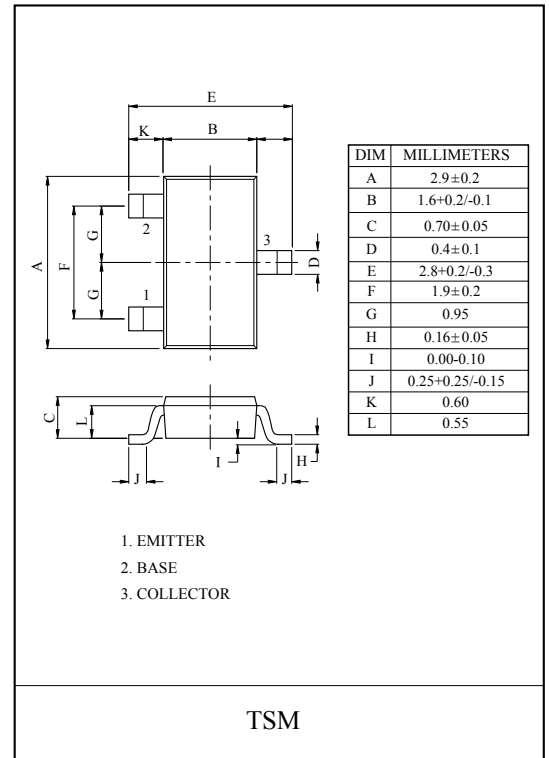 E
K B
A
F
G
G
2
1
3
D
C
L
J
I
H
J
DIM MILLIMETERS
A 2.9±0.2
B 1.6+0.2/-0.1
C 0.70±0.05
D 0.4±0.1
E 2.8+0.2/-0.3
F 1.9±0.2
G 0.95
H 0.16±0.05
I 0.00-0.10
J 0.25+0.25/-0.15
K 0.60
L 0.55
1. EMITTER
2. BASE
3. COLLECTOR
TSM